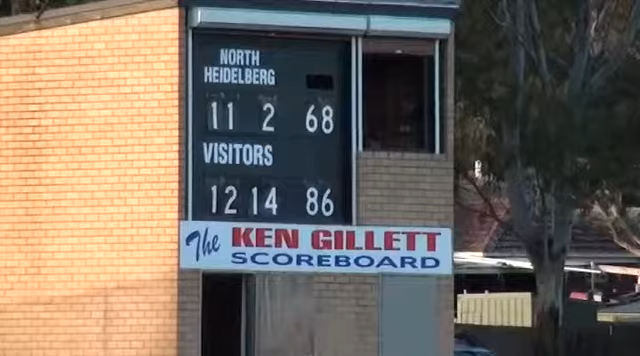 NORTH
HEIDELBERG
11 2 68
VISITORS
12 14 86
The KEN GILLETT
SCOREBOARD